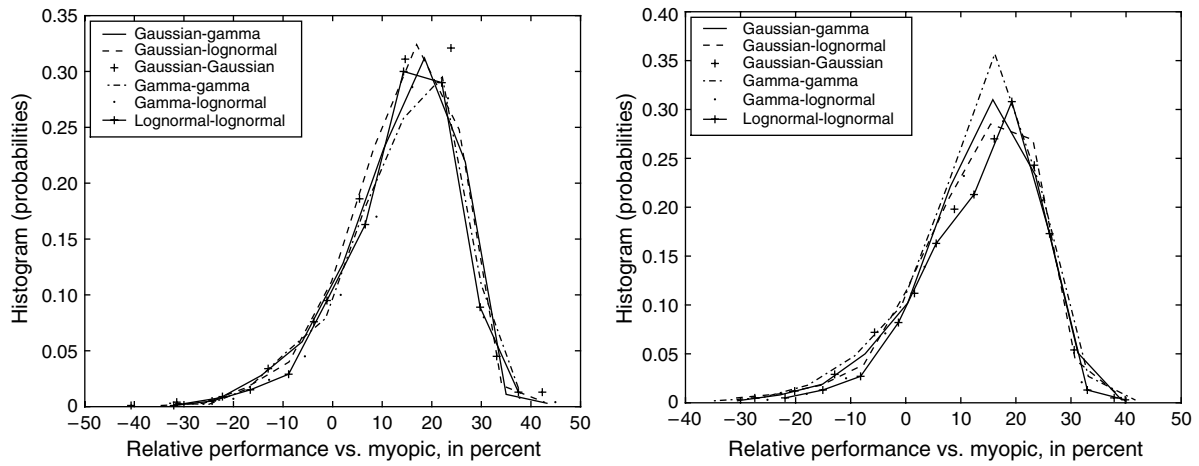 0.35
0.30
0.25
0.20
0.15
0.10
0.05
0
Histogram (probabilities)
Gaussian-gamma
Gaussian-lognormal
Gaussian-Gaussian
Gamma-gamma
Gamma-lognormal
Lognormal-lognormal
−50 −40 −30 −20 −10 0 10 20 30 40 50
Relative performance vs. myopic, in percent
0.40
0.35
0.30
0.25
0.20
0.15
0.10
0.05
0
Histogram (probabilities)
Gaussian-gamma
Gaussian-lognormal
Gaussian-Gaussian
Gamma-gamma
Gamma-lognormal
Lognormal-lognormal
−40 −30 −20 −10 0 10 20 30 40 50
Relative performance vs. myopic, in percent